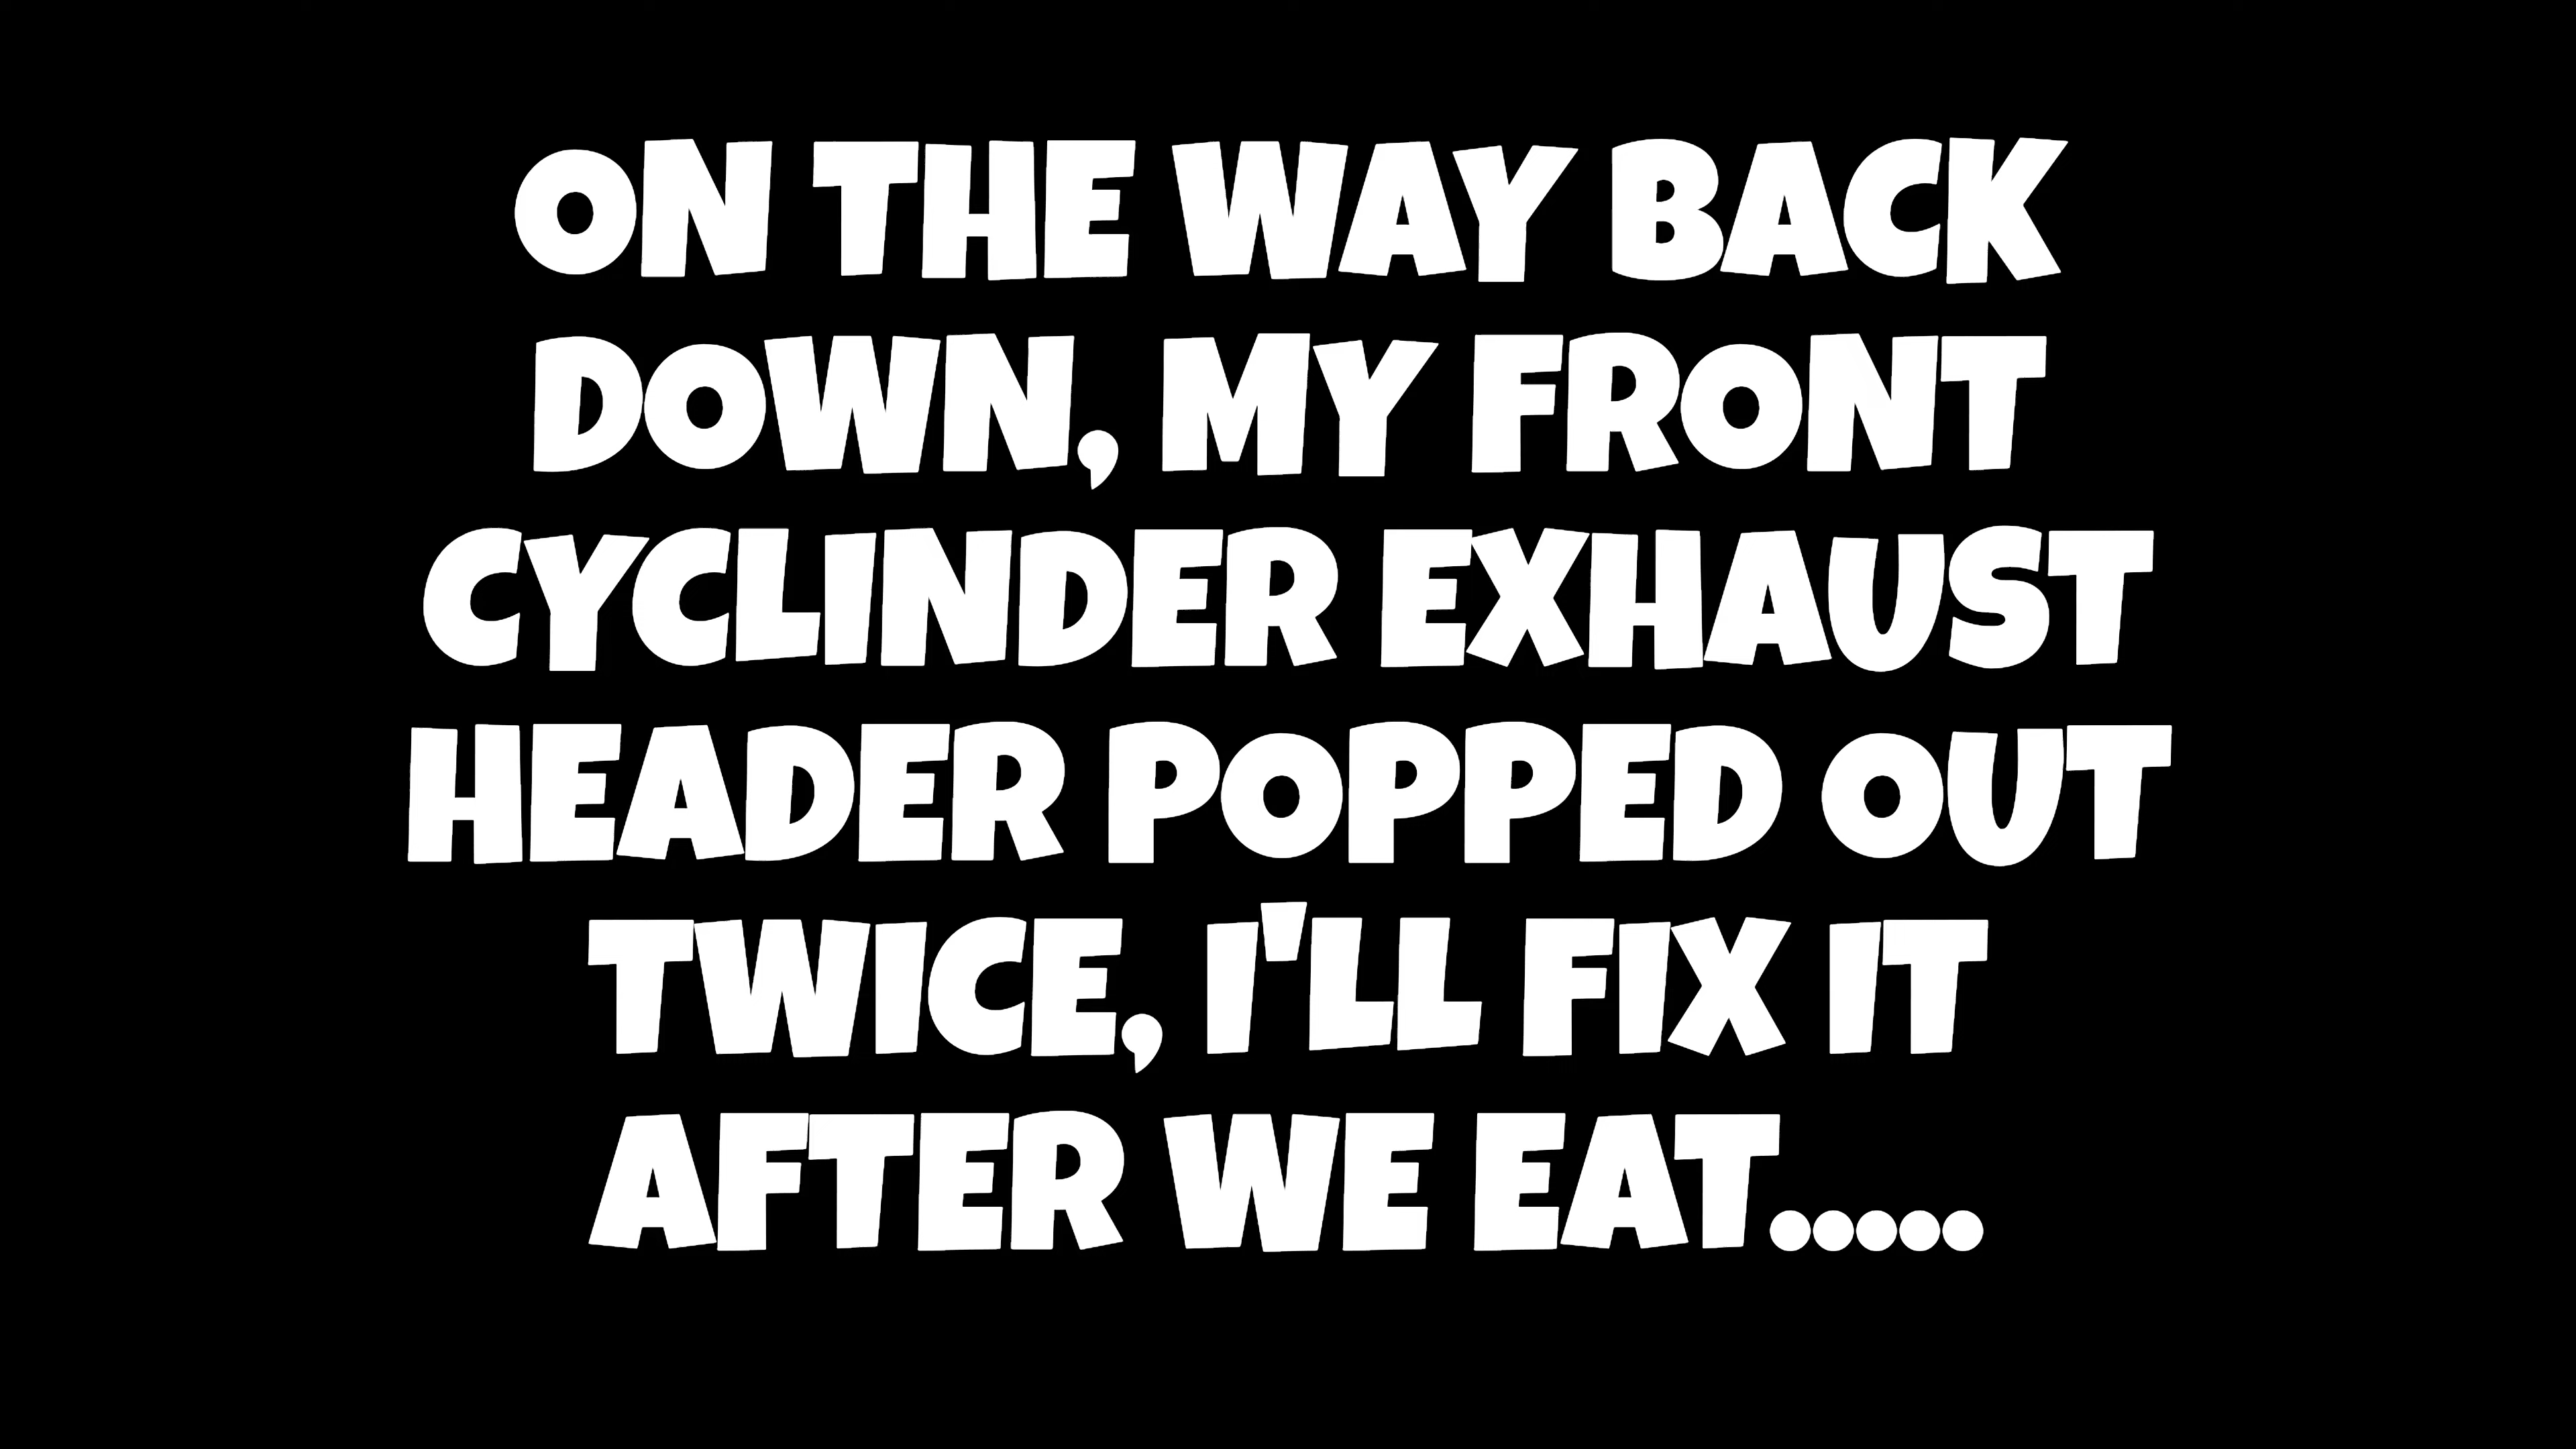 ON THE WAY BACK
DOWN, MY FRONT
CYCLINDER EXHAUST
HEADER POPPED OUT
TWICE, I'LL FIX IT
AFTER WE EAT.....